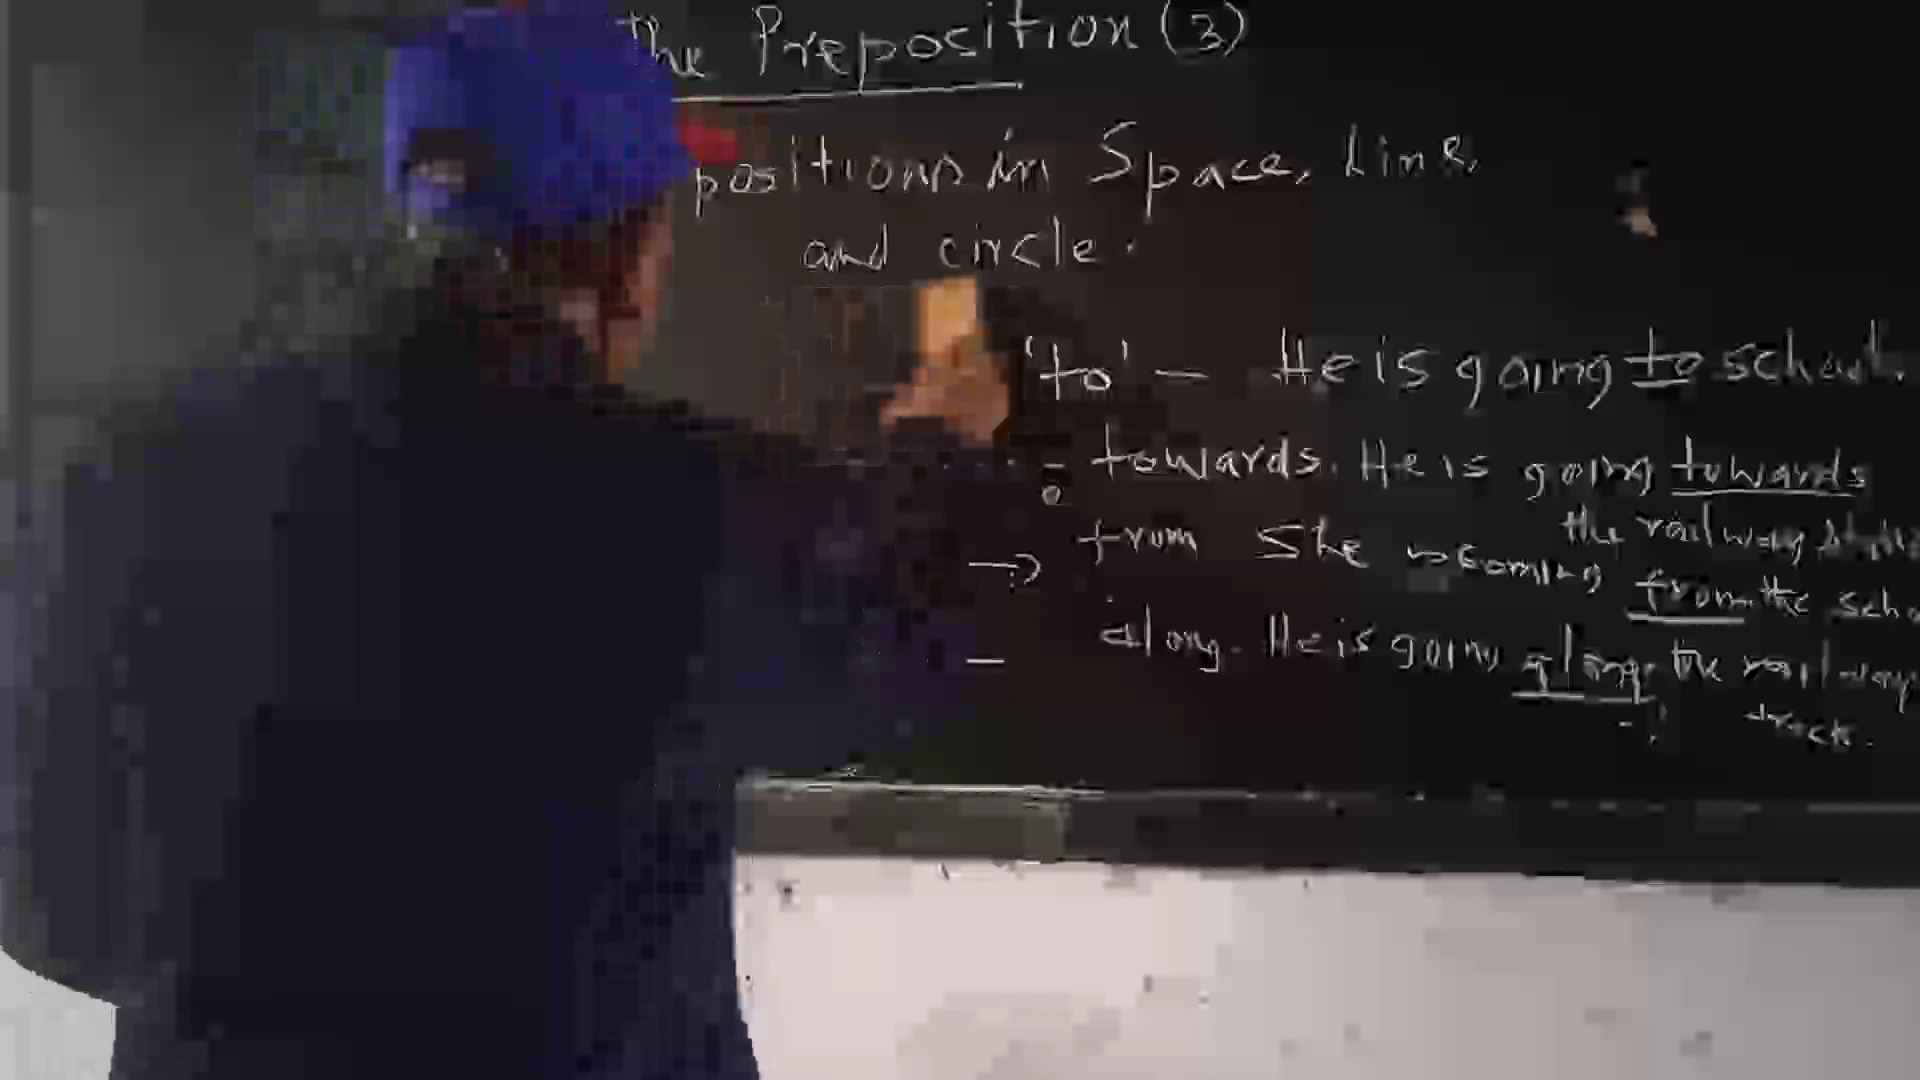 The Preposition (3)
positions in Space, Line,
and circle.
'to' - He is going to school.
- towards. He is going towards
the railway
→ from She is coming from the
- along. He is going along the railway
track.